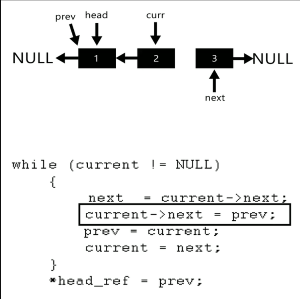 prev head curr
NULL 1 2 3 NULL
next
while (current != NULL)
{
next = current->next;
current->next = prev;
prev = current;
current = next;
}
*head_ref = prev;